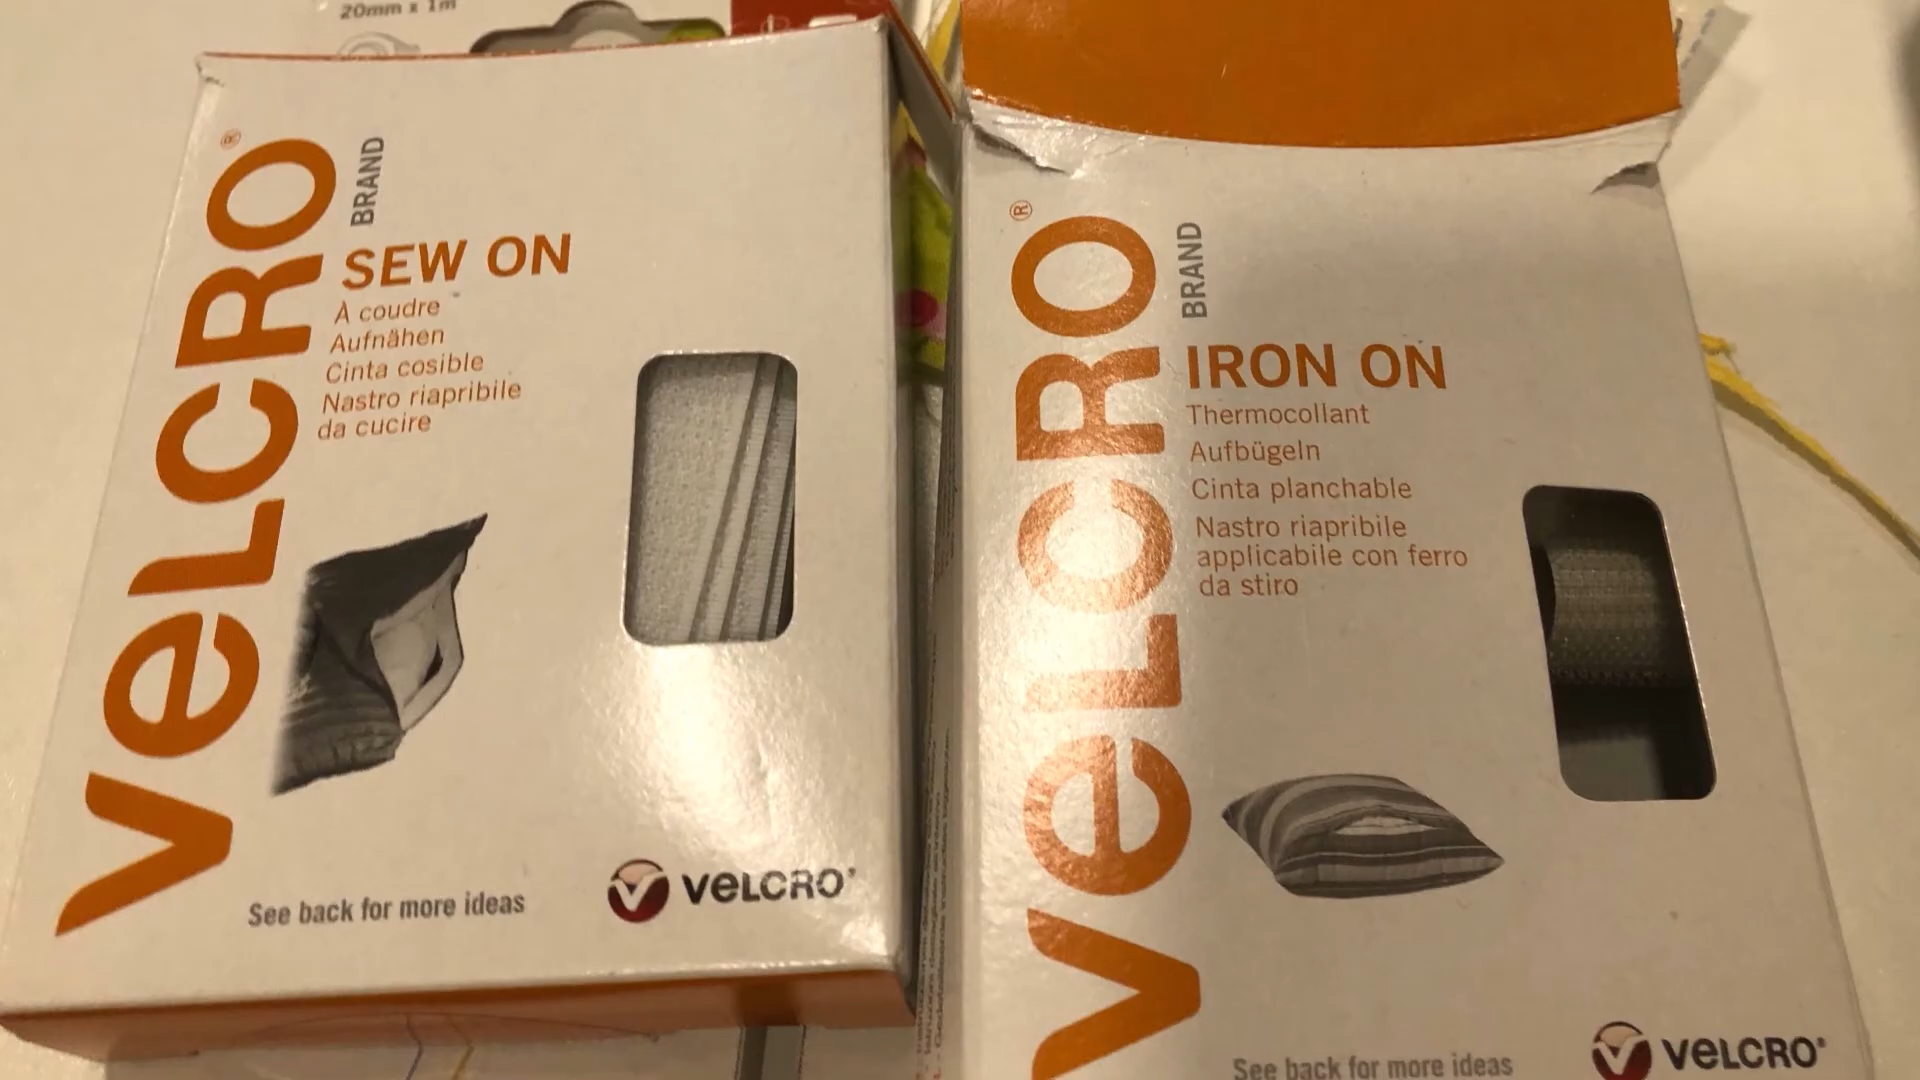 20mm x 1m
VELCRO®
BRAND
SEW ON
À coudre
Aufnähen
Cinta cosible
Nastro riapribile
da cucire
See back for more ideas
VELCRO®
VELCRO®
BRAND
IRON ON
Thermocollant
Aufbügeln
Cinta planchable
Nastro riapribile
applicabile con ferro
da stiro
See back for more ideas
VELCRO®